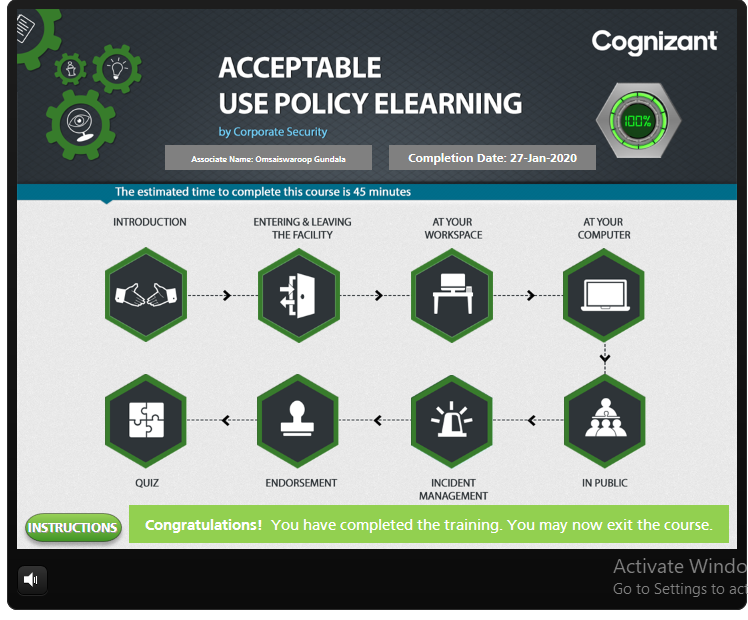 Cognizant
ACCEPTABLE
USE POLICY ELEARNING
by Corporate Security
100%
Associate Name: Omsaiswaroop Gundala
Completion Date: 27-Jan-2020
The estimated time to complete this course is 45 minutes
INTRODUCTION
ENTERING & LEAVING
THE FACILITY
AT YOUR
WORKSPACE
AT YOUR
COMPUTER
QUIZ
ENDORSEMENT
INCIDENT
MANAGEMENT
IN PUBLIC
INSTRUCTIONS
Congratulations! You have completed the training. You may now exit the course.
Activate Windo
Go to Settings to act